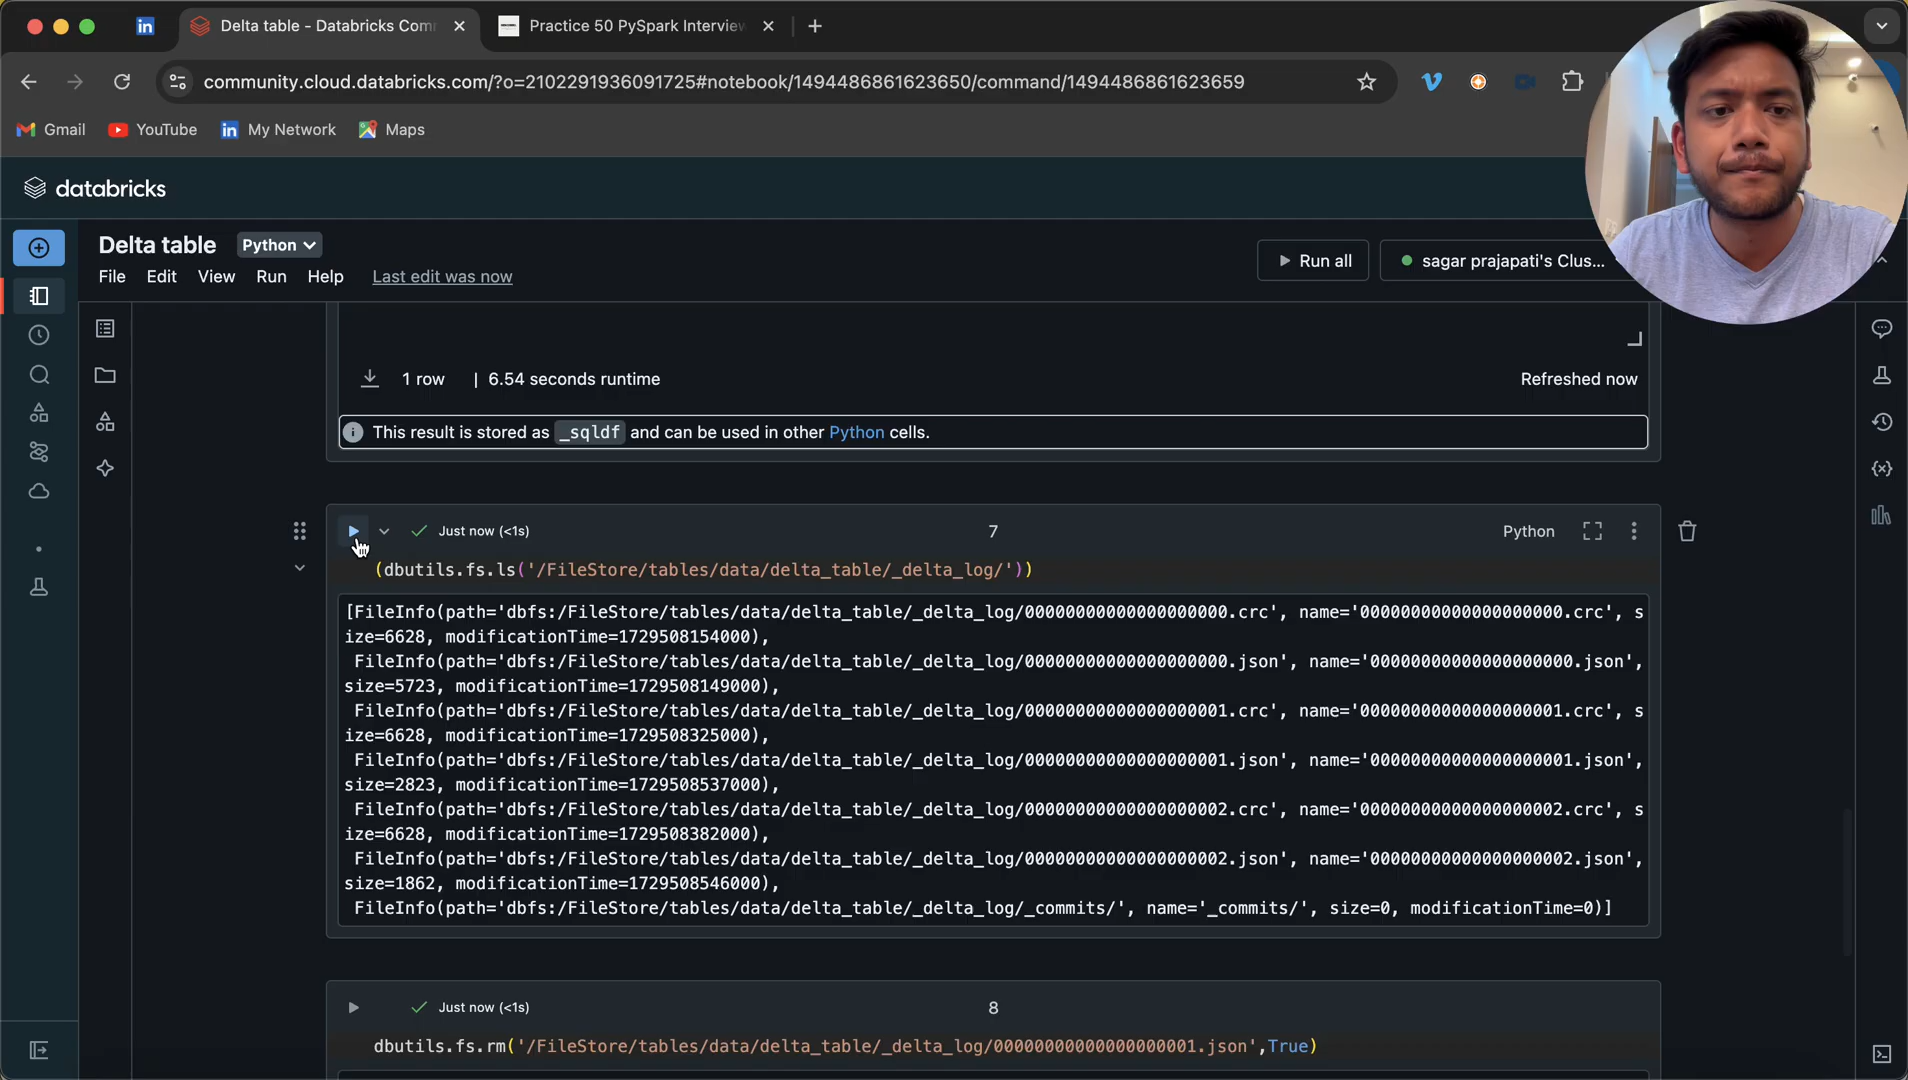 Delta table - Databricks Com
Practice 50 PySpark Interview
community.cloud.databricks.com/?o=2102291936091725#notebook/1494486861623650/command/1494486861623659
Gmail
YouTube
My Network
Maps
databricks
Delta table
Python
Run all
sagar prajapati's Clus...
File
Edit
View
Run
Help
Last edit was now
1 row | 6.54 seconds runtime
Refreshed now
This result is stored as _sqldf and can be used in other Python cells.
Just now (<1s)
7
Python
(dbutils.fs.ls('/FileStore/tables/data/delta_table/_delta_log/'))
[FileInfo(path='dbfs:/FileStore/tables/data/delta_table/_delta_log/00000000000000000000.crc', name='00000000000000000000.crc', s
ize=6628, modificationTime=1729508154000),
FileInfo(path='dbfs:/FileStore/tables/data/delta_table/_delta_log/00000000000000000000.json', name='00000000000000000000.json',
size=5723, modificationTime=1729508149000),
FileInfo(path='dbfs:/FileStore/tables/data/delta_table/_delta_log/00000000000000000001.crc', name='00000000000000000001.crc', s
ize=6628, modificationTime=1729508325000),
FileInfo(path='dbfs:/FileStore/tables/data/delta_table/_delta_log/00000000000000000001.json', name='00000000000000000001.json',
size=2823, modificationTime=1729508537000),
FileInfo(path='dbfs:/FileStore/tables/data/delta_table/_delta_log/00000000000000000002.crc', name='00000000000000000002.crc', s
ize=6628, modificationTime=1729508382000),
FileInfo(path='dbfs:/FileStore/tables/data/delta_table/_delta_log/00000000000000000002.json', name='00000000000000000002.json',
size=1862, modificationTime=1729508546000),
FileInfo(path='dbfs:/FileStore/tables/data/delta_table/_delta_log/_commits/', name='_commits/', size=0, modificationTime=0)]
Just now (<1s)
8
dbutils.fs.rm('/FileStore/tables/data/delta_table/_delta_log/00000000000000000001.json',True)